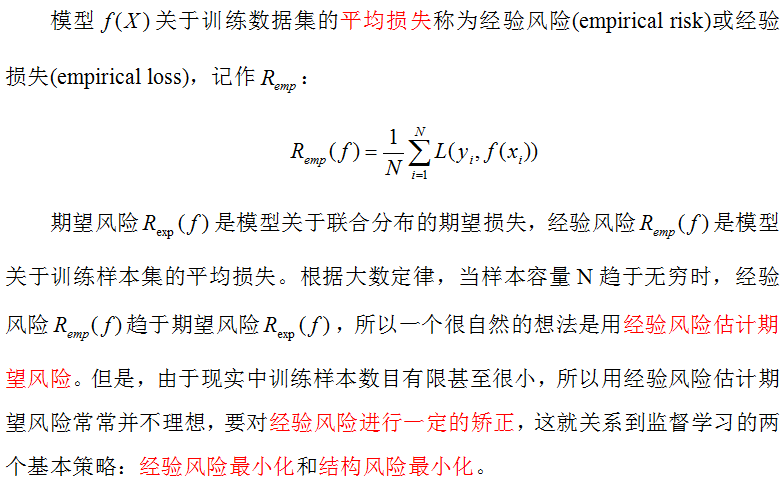 模型 f(X) 关于训练数据集的平均损失称为经验风险(empirical risk)或经验
损失(empirical loss)，记作 R_{emp}：
R_{emp}(f) = \frac{1}{N} \sum_{i=1}^{N} L(y_i, f(x_i))
期望风险 R_{exp}(f) 是模型关于联合分布的期望损失，经验风险 R_{emp}(f) 是模型
关于训练样本集的平均损失。根据大数定律，当样本容量 N 趋于无穷时，经验
风险 R_{emp}(f) 趋于期望风险 R_{exp}(f)，所以一个很自然的想法是用经验风险估计期
望风险。但是，由于现实中训练样本数目有限甚至很小，所以用经验风险估计期
望风险常常并不理想，要对经验风险进行一定的矫正，这就关系到监督学习的两
个基本策略：经验风险最小化和结构风险最小化。